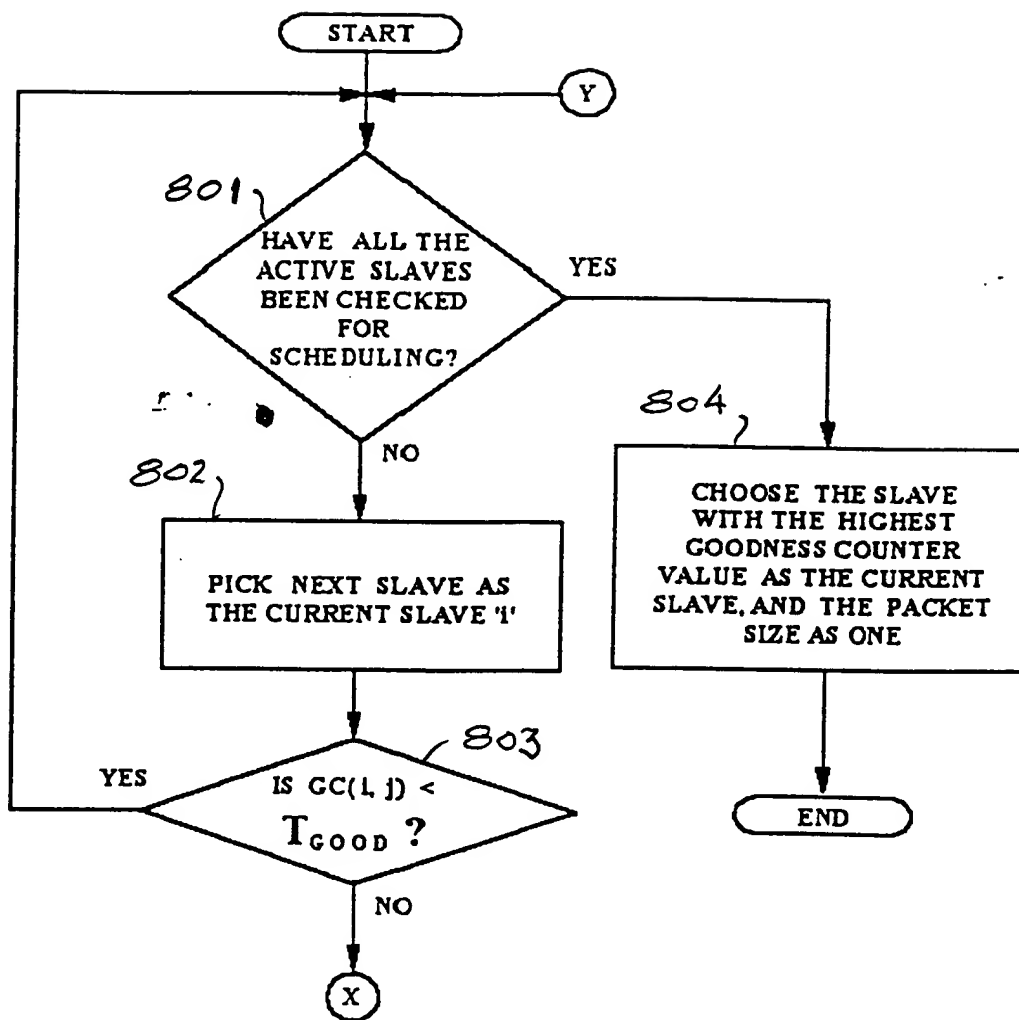 START
Y
801
HAVE ALL THE
ACTIVE SLAVES
BEEN CHECKED
FOR
SCHEDULING?
YES
NO
802
PICK NEXT SLAVE AS
THE CURRENT SLAVE 'i'
804
CHOOSE THE SLAVE
WITH THE HIGHEST
GOODNESS COUNTER
VALUE AS THE CURRENT
SLAVE, AND THE PACKET
SIZE AS ONE
803
YES
IS GC(i, j) <
TGOOD ?
NO
END
X